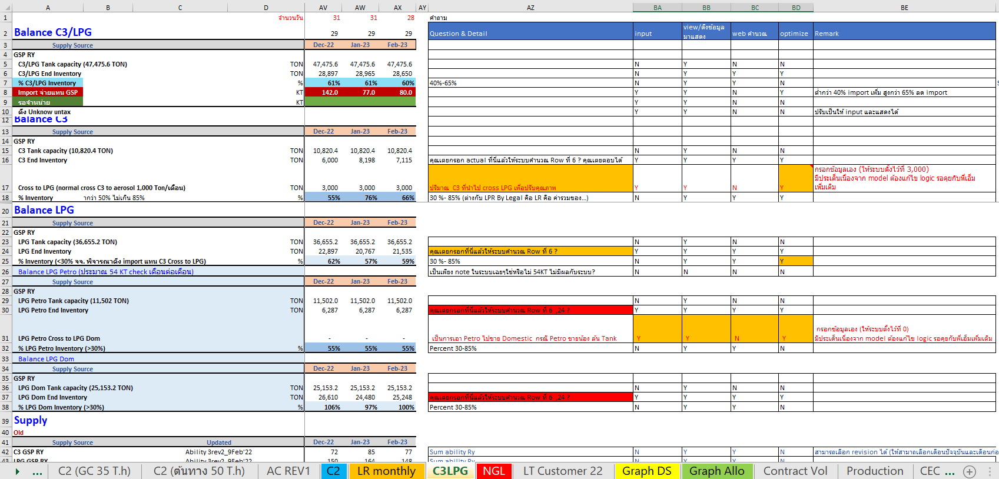 A B C D AV AW AX AY AZ BA BB BC BD BE
1 จำนวนวัน 31 31 28 คำถาม
2 Balance C3/LPG 29 29 29 Question & Detail input view/ดึงข้อมูลมาแสดง web คำนวณ optimize Remark
3 Supply Source Dec-22 Jan-23 Feb-23
4 GSP RY
5 C3/LPG Tank capacity (47,475.6 TON) TON 47,475.6 47,475.6 47,475.6 N Y N N
6 C3/LPG End Inventory TON 28,897 28,965 28,650 N Y Y Y
7 % C3/LPG Inventory % 61% 61% 60% 40%-65% N Y Y N
8 Import จ่ายแทน GSP KT 142.0 77.0 80.0 Y Y N Y ต่ำกว่า 40% import เพิ่ม สูงกว่า 65% ลด import
9 รอจำหน่าย KT Y Y N N
10 ดึง Unknow untax Y Y N N ปรับเป็นให้ input และแสดงได้
12 Balance C3
13 Supply Source Dec-22 Jan-23 Feb-23
14 GSP RY
15 C3 Tank capacity (10,820.4 TON) TON 10,820.4 10,820.4 10,820.4 N Y N N
16 C3 End Inventory TON 6,000 8,198 7,115 คุณเตยกรอก actual ที่นี่แล้วให้ระบบคำนวณ Row ที่ 6 ? คุณเตยตอบได้ Y Y Y Y
กรอกข้อมูลเอง (ให้ระบบตั้งไว้ที่ 3,000)
มีประเด็นเนื่องจาก model ต้องแก้ไข logic รอคุยกับพี่เอ็ม
17 Cross to LPG (normal cross C3 to aerosol 1,000 Ton/เดือน) TON 3,000 3,000 3,000 ปริมาณ C3 ที่นำไป cross LPG เพื่อปรับคุณภาพ Y Y N Y เพิ่มเติม
18 % Inventory ากว่า 50% ไม่เกิน 85% % 55% 76% 66% 30 %- 85% (ต่างกับ LPR By Legal คือ LR คือ ค่ารวมของ...) N Y Y Y
20 Balance LPG
21 Supply Source Dec-22 Jan-23 Feb-23
22 GSP RY
23 LPG Tank capacity (36,655.2 TON) TON 36,655.2 36,655.2 36,655.2 N Y N N
24 LPG End Inventory TON 22,897 20,767 21,535 คุณเตยกรอกที่นี่แล้วให้ระบบคำนวณ Row ที่ 6 ? Y Y Y Y
25 % Inventory (<30% จจ. พิจารณาดึง import แทน C3 Cross to LPG) % 62% 57% 59% 30 %- 85% N Y Y Y
26 Balance LPG Petro (ประมาณ 54 KT check เดือนต่อเดือน) เป็นเพียง note ในระบบเฉยๆใช่หรือไม่ 54KT ไม่มีผลกับระบบ? N N N N
27 Supply Source Dec-22 Jan-23 Feb-23
28 GSP RY
29 LPG Petro Tank capacity (11,502 TON) TON 11,502.0 11,502.0 11,502.0 N Y N N
30 LPG Petro End Inventory TON 6,287 6,287 6,287 คุณเตยกรอกที่นี่แล้วให้ระบบคำนวณ Row ที่ 6 ,24 ? Y Y Y Y
กรอกข้อมูลเอง (ให้ระบบตั้งไว้ที่ 0)
31 LPG Petro Cross to LPG Dom - - - เป็นการเอา Petro ไปขาย Domestic กรณี Petro ขายน้อง ล้น Tank Y Y N Y มีประเด็นเนื่องจาก model ต้องแก้ไข logic รอคุยกับพี่เอ็มเพิ่มเติม
32 % LPG Petro Inventory (>30%) % 55% 55% 55% Percent 30-85% N Y Y N
33 Balance LPG Dom
34 Supply Source Dec-22 Jan-23 Feb-23
35 GSP RY
36 LPG Dom Tank capacity (25,153.2 TON) TON 25,153.2 25,153.2 25,153.2 N Y N N
37 LPG Dom End Inventory TON 26,610 24,480 25,248 คุณเตยกรอกที่นี่แล้วให้ระบบคำนวณ Row ที่ 6 ,24 ? Y Y Y Y
38 % LPG Dom Inventory (>30%) % 106% 97% 100% Percent 30-85% N Y Y N
39 Supply
40 Old
41 Supply Source Updated Dec-22 Jan-23 Feb-23
42 C3 GSP RY Ability 3rev2_9Feb'22 72 85 77 Sum ability Ry N Y Y N สามารถเลือก revision ได้ (ให้สามารถเลือกเดือนปัจจุบันและเดือนก่อ
43 LPG GSP RY Ability 3rev2_9Feb'22 150 164 148 Sum ability Ry N Y Y N
... C2 (GC 35 T.h) C2 (ต้นทาง 50 T.h) AC REV1 C2 LR monthly C3LPG NGL LT Customer 22 Graph DS Graph Allo Contract Vol Production CEC ...